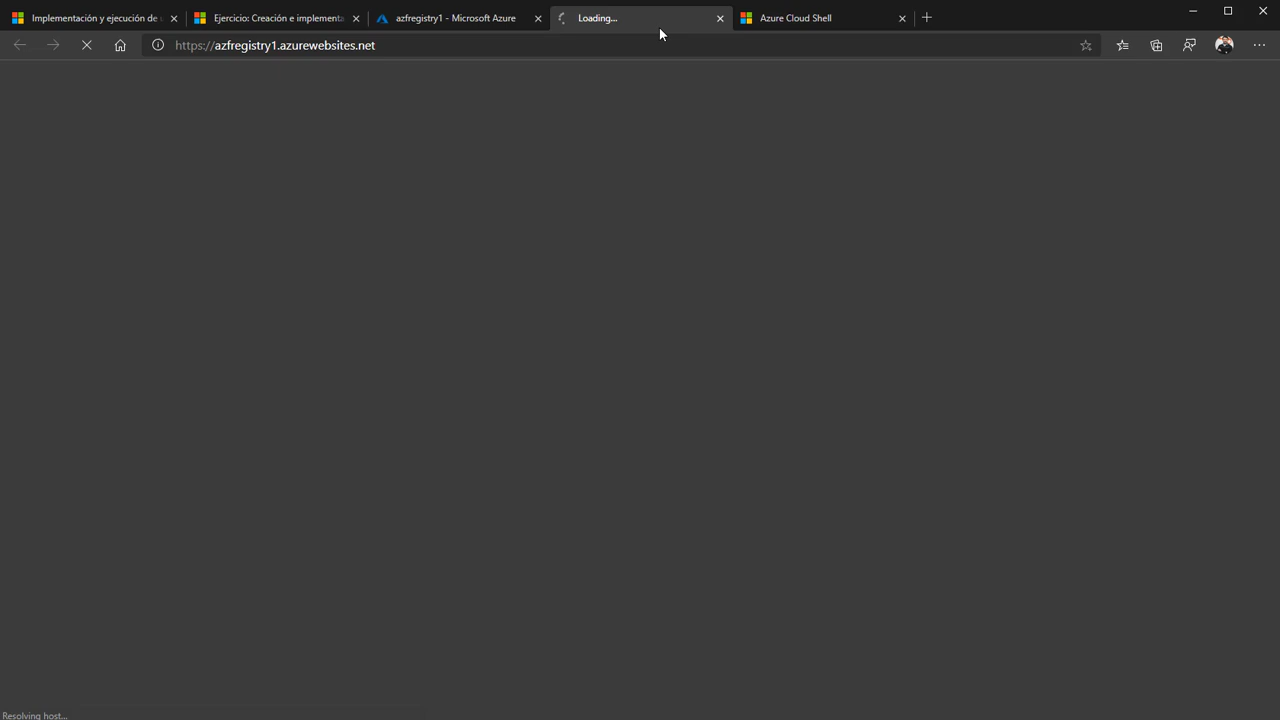 Implementación y ejecución de
Ejercicio: Creación e implementa
azfregistry1 - Microsoft Azure
Loading...
Azure Cloud Shell
https://azfregistry1.azurewebsites.net
Resolving host...